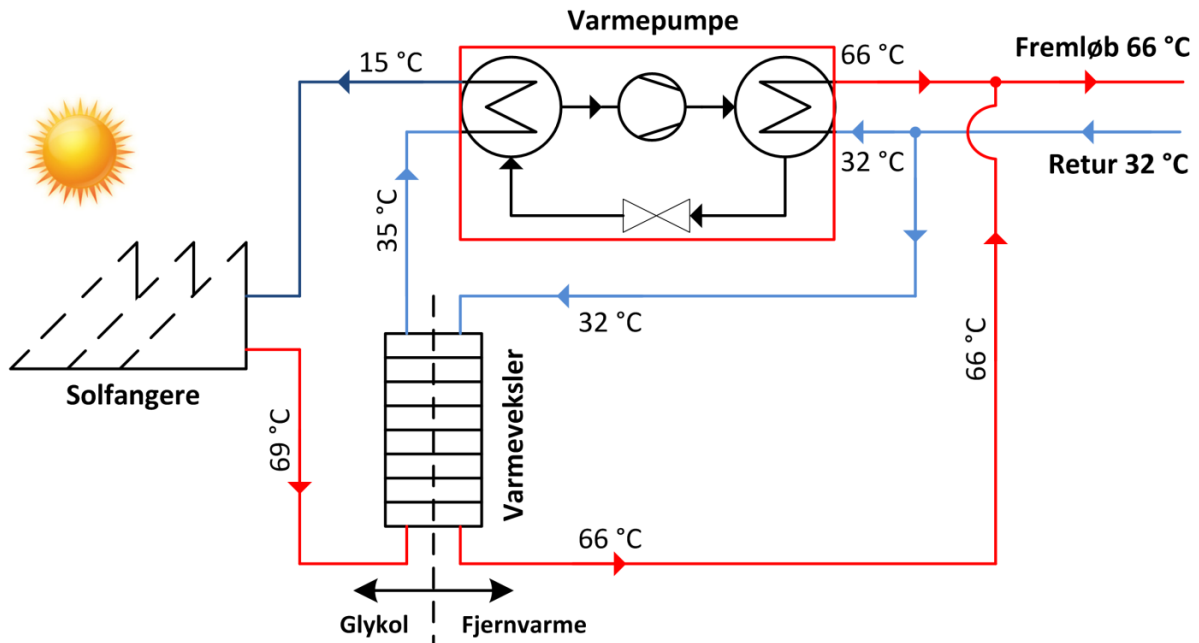 Varmepumpe
15 °C
66 °C
Fremløb 66 °C
32 °C
Retur 32 °C
35 °C
32 °C
66 °C
Solfangere
69 °C
Varmeveksler
66 °C
Glykol
Fjernvarme